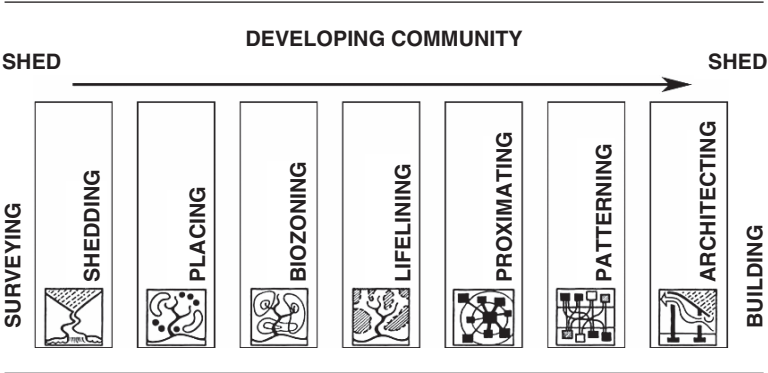 DEVELOPING COMMUNITY
SHED
SHED
SURVEYING
SHEDDING
PLACING
BIOZONING
LIFELINING
PROXIMATING
PATTERNING
ARCHITECTING
BUILDING